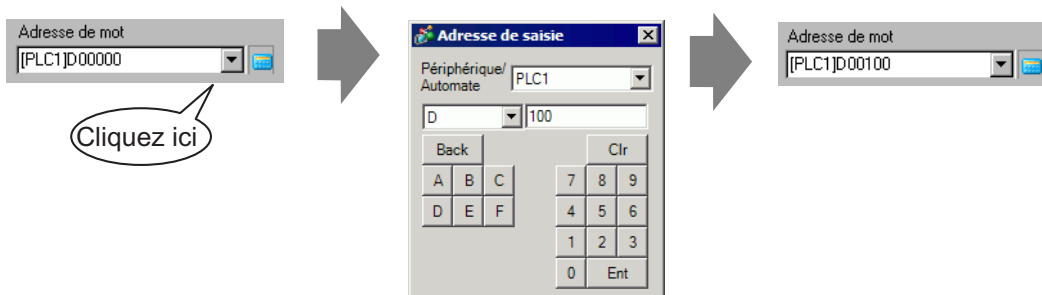 Adresse de mot
[PLC1]D00000
Cliquez ici
Adresse de saisie
Périphérique/
Automate
PLC1
D
100
Back
Clr
A B C 7 8 9
D E F 4 5 6
1 2 3
0 Ent
Adresse de mot
[PLC1]D00100